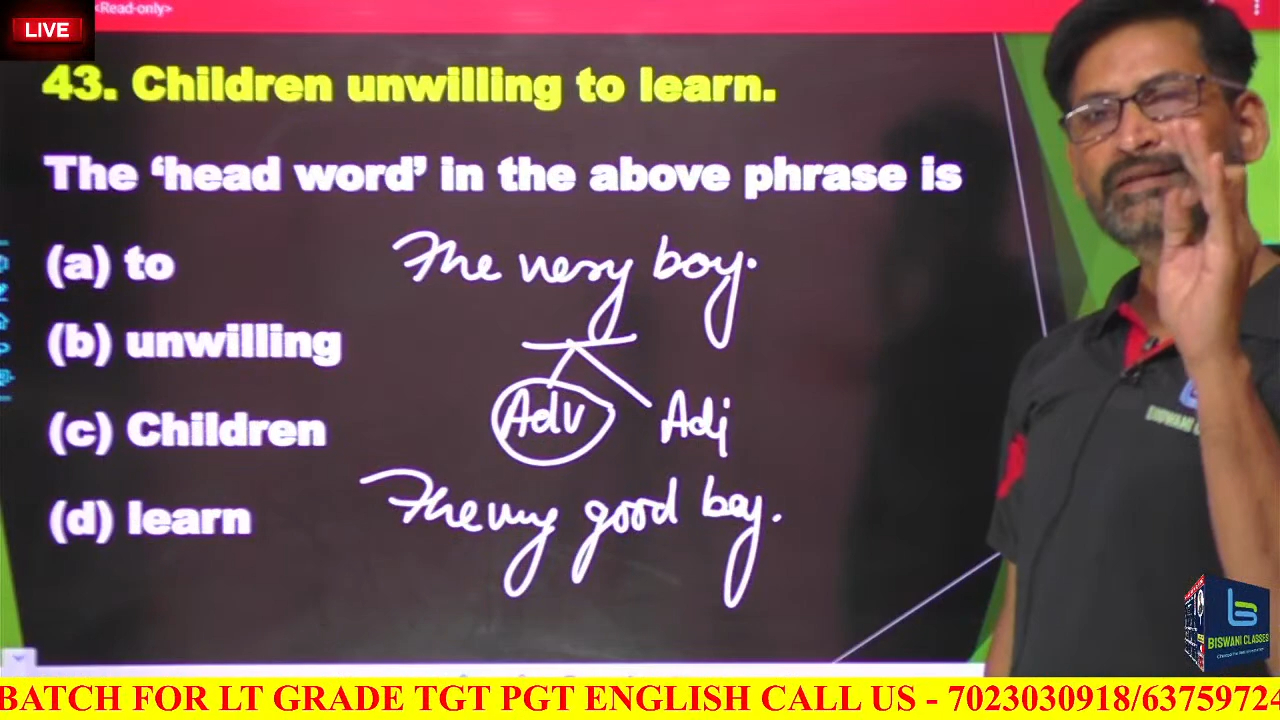 <Read-only>
LIVE
43. Children unwilling to learn.
The ‘head word’ in the above phrase is
(a) to
The very boy.
(b) unwilling
Adv Adj
(c) Children
The very good boy.
(d) learn
BISWANI
BISWANI CLASSES
BATCH FOR LT GRADE TGT PGT ENGLISH CALL US - 7023030918/63759724